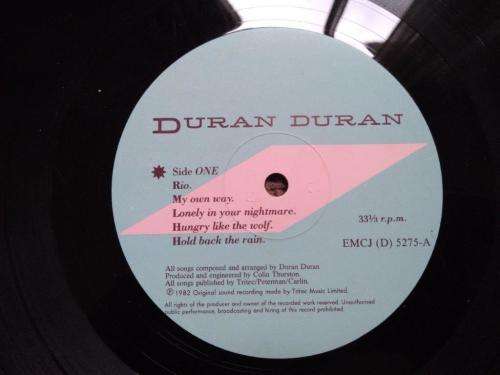 DURAN DURAN
Side ONE
Rio.
My own way.
Lonely in your nightmare.
Hungry like the wolf.
Hold back the rain.
33⅓ r.p.m.
EMCJ (D) 5275-A
All songs composed and arranged by Duran Duran
Produced and engineered by Colin Thurston.
All songs published by Tritec/Peterman/Carlin.
℗ 1982 Original sound recording made by Tritec Music Limited.
All rights of the producer and owner of the recorded work reserved. Unauthorised
public performance, broadcasting and hiring of this record prohibited.